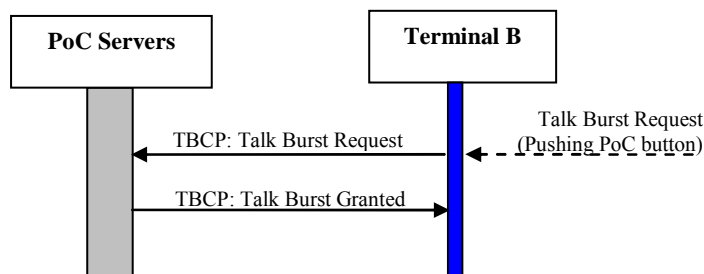 PoC Servers
Terminal B
Talk Burst Request
(Pushing PoC button)
TBCP: Talk Burst Request
TBCP: Talk Burst Granted